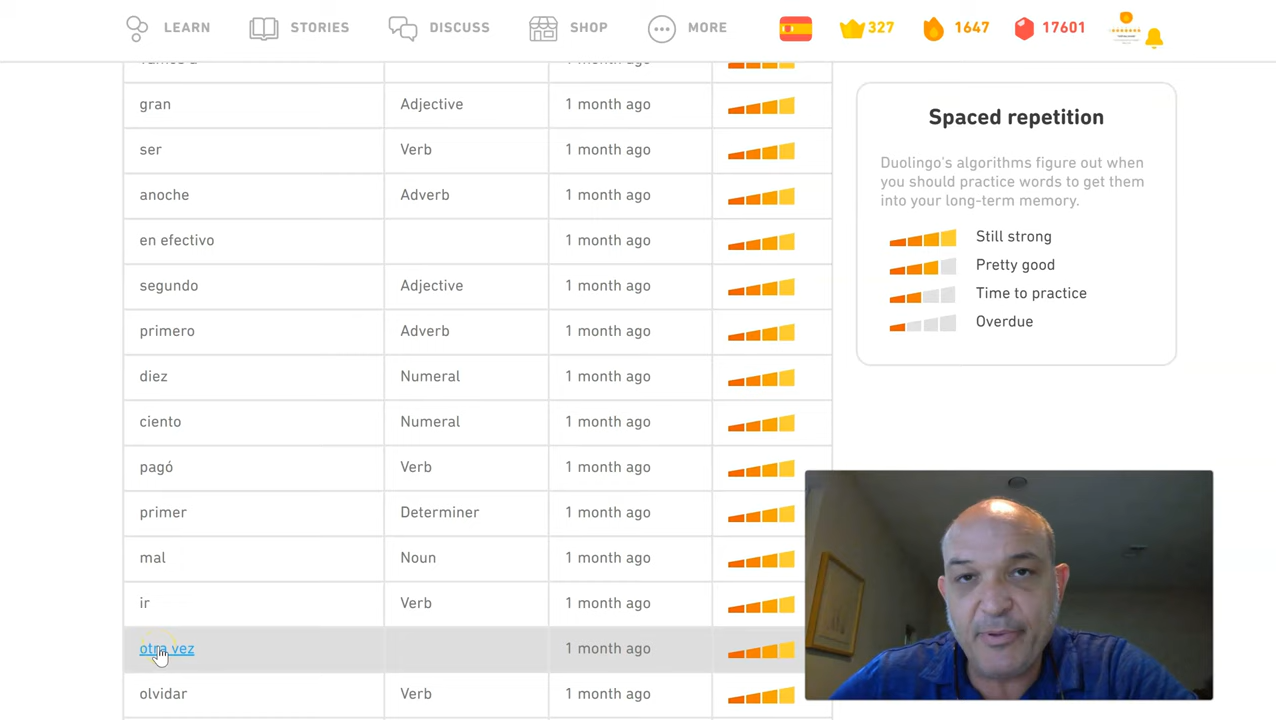 LEARN STORIES DISCUSS SHOP MORE 327 1647 17601
gran Adjective 1 month ago
ser Verb 1 month ago
anoche Adverb 1 month ago
en efectivo 1 month ago
segundo Adjective 1 month ago
primero Adverb 1 month ago
diez Numeral 1 month ago
ciento Numeral 1 month ago
pagó Verb 1 month ago
primer Determiner 1 month ago
mal Noun 1 month ago
ir Verb 1 month ago
otra vez 1 month ago
olvidar Verb 1 month ago
Spaced repetition
Duolingo's algorithms figure out when
you should practice words to get them
into your long-term memory.
Still strong
Pretty good
Time to practice
Overdue